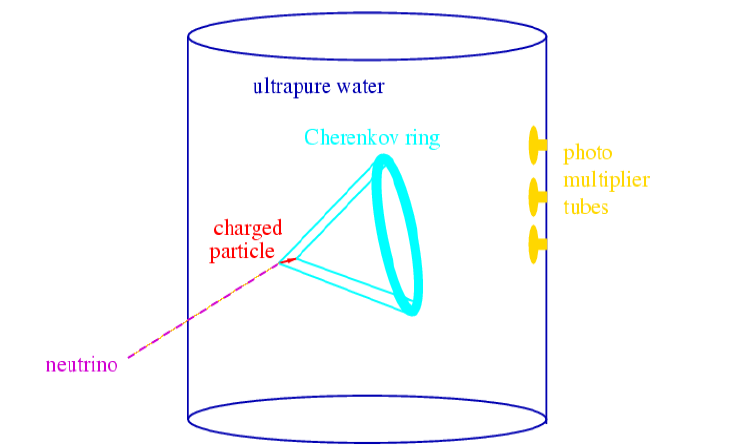 ultrapure water
Cherenkov ring
photo
multiplier
tubes
charged
particle
neutrino